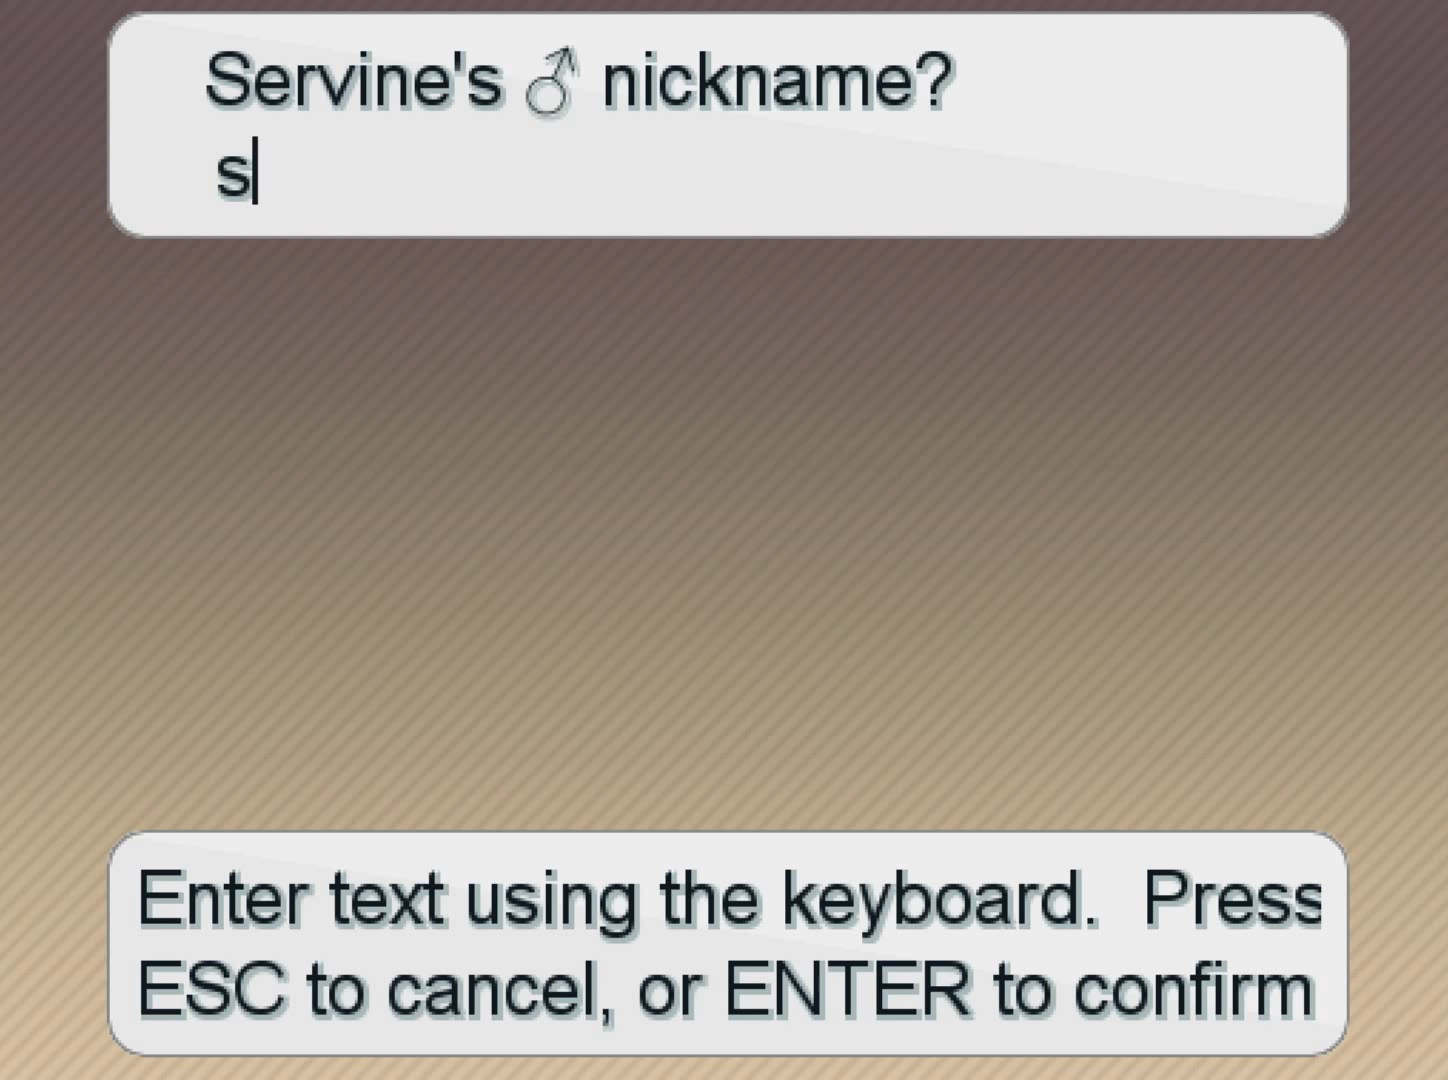 Servine's ♂ nickname?
s
Enter text using the keyboard.  Press
ESC to cancel, or ENTER to confirm